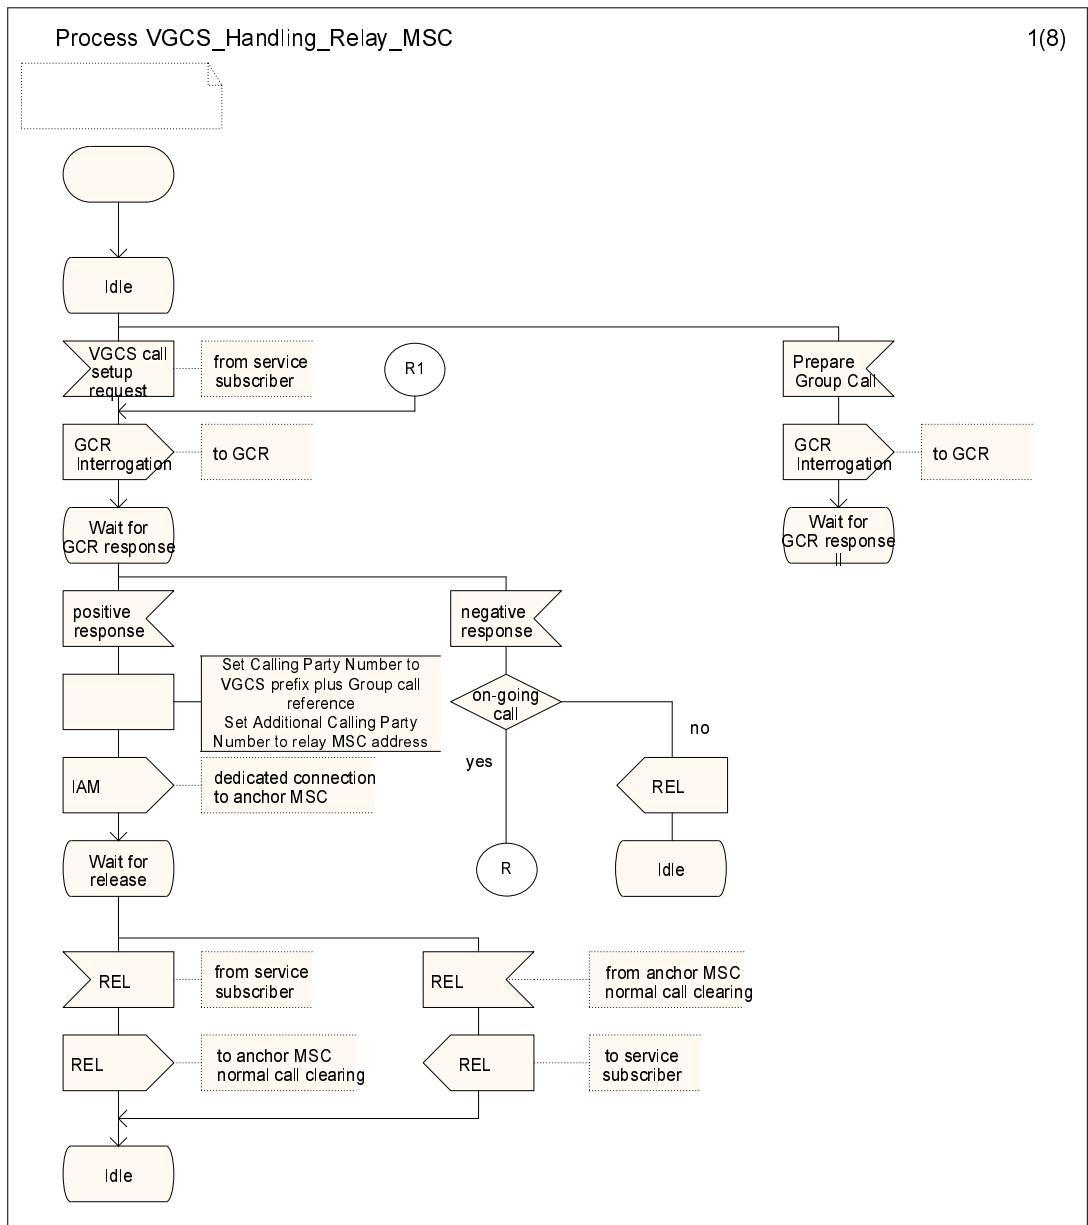 Process VGCS_Handling_Relay_MSC
1(8)
Idle
VGCS call
setup
request
from service
subscriber
R1
Prepare
Group Call
GCR
Interrogation
to GCR
GCR
Interrogation
to GCR
Wait for
GCR response
Wait for
GCR response
II
positive
response
negative
response
Set Calling Party Number to
VGCS prefix plus Group call
reference
Set Additional Calling Party
Number to relay MSC address
on-going
call
no
yes
IAM
dedicated connection
to anchor MSC
REL
Wait for
release
R
Idle
REL
from service
subscriber
REL
from anchor MSC
normal call clearing
REL
to anchor MSC
normal call clearing
REL
to service
subscriber
Idle